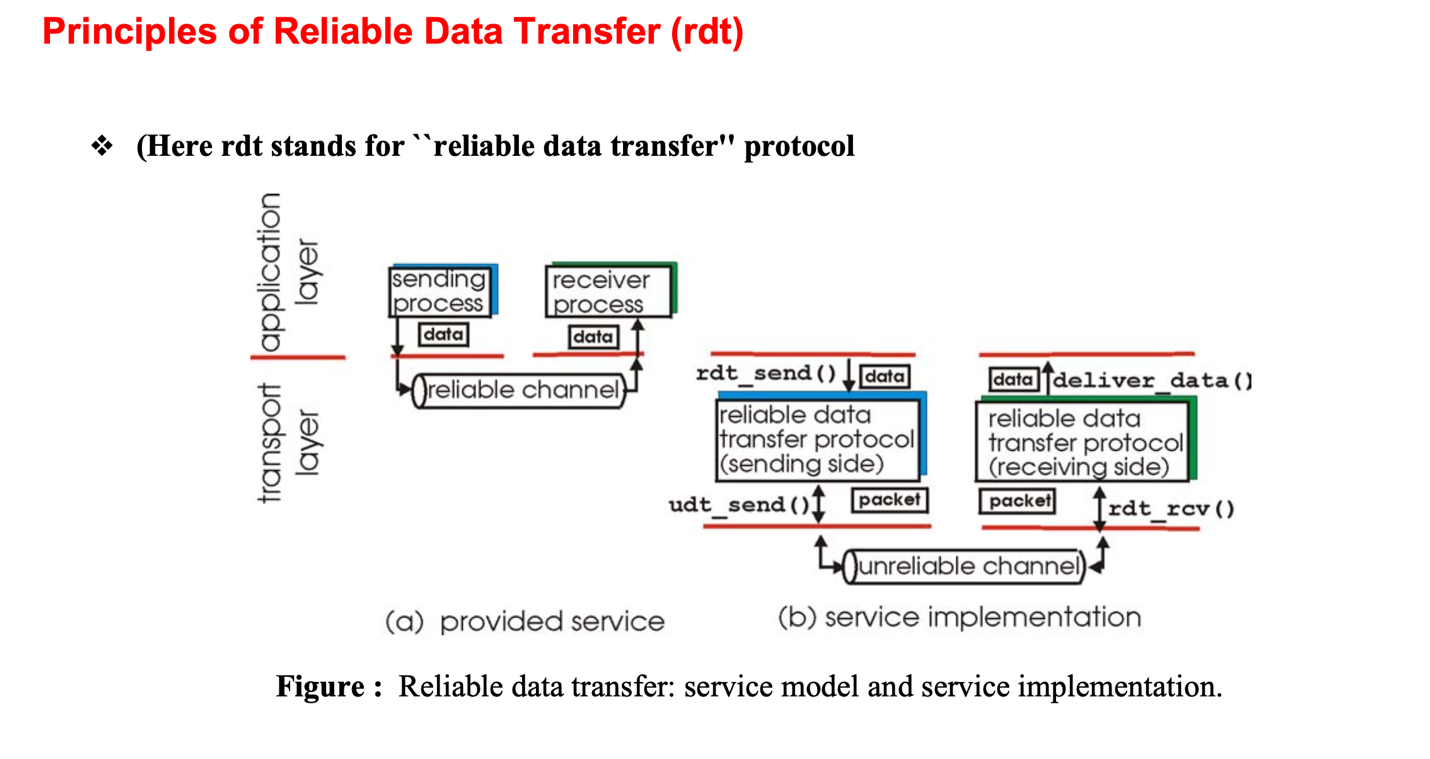 Principles of Reliable Data Transfer (rdt)
❖ (Here rdt stands for ``reliable data transfer'' protocol
application
layer
transport
layer
sending
process
data
receiver
process
data
reliable channel
(a) provided service
rdt_send()
data
reliable data
transfer protocol
(sending side)
udt_send()
packet
data
deliver_data()
reliable data
transfer protocol
(receiving side)
packet
rdt_rcv()
unreliable channel
(b) service implementation
Figure : Reliable data transfer: service model and service implementation.